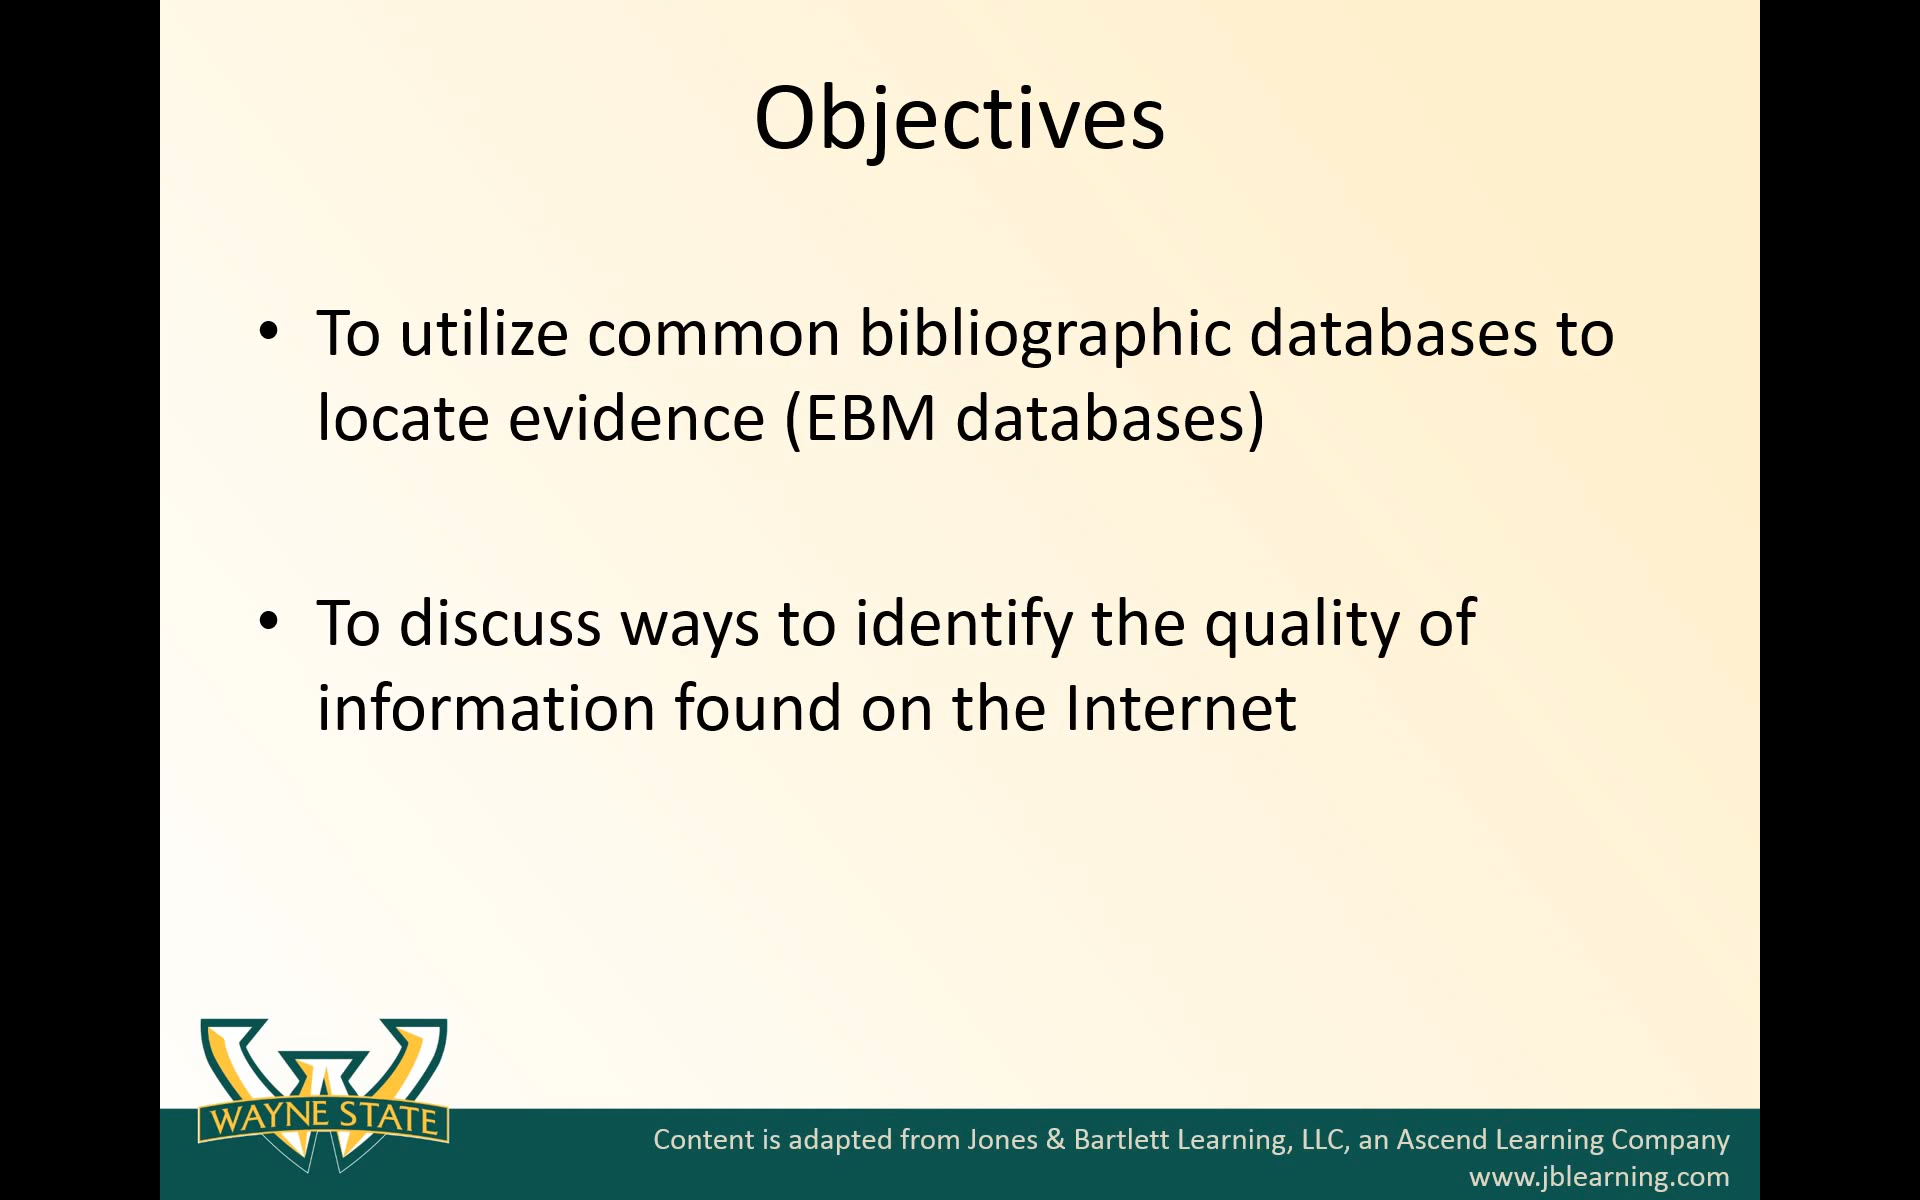 Objectives
• To utilize common bibliographic databases to
locate evidence (EBM databases)
• To discuss ways to identify the quality of
information found on the Internet
WAYNE STATE
Content is adapted from Jones & Bartlett Learning, LLC, an Ascend Learning Company
www.jblearning.com